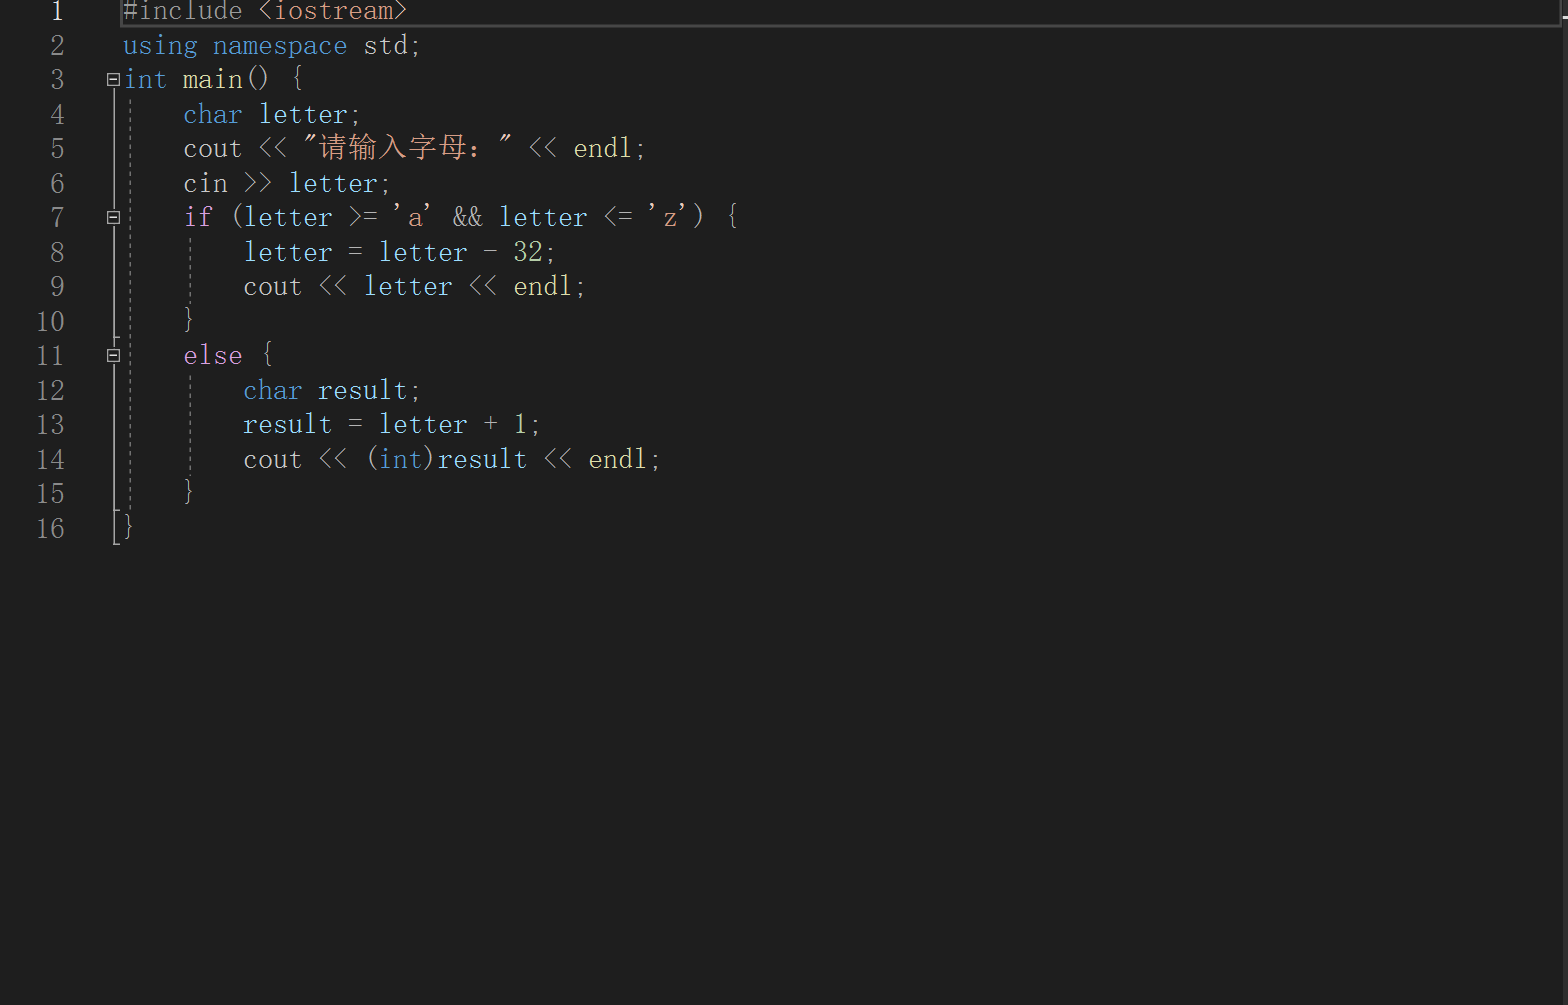 1 #include <iostream>
2 using namespace std;
3 int main() {
4 char letter;
5 cout << "请输入字母：" << endl;
6 cin >> letter;
7 if (letter >= 'a' && letter <= 'z') {
8 letter = letter - 32;
9 cout << letter << endl;
10 }
11 else {
12 char result;
13 result = letter + 1;
14 cout << (int)result << endl;
15 }
16 }